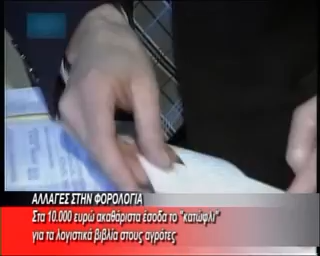 ΑΛΛΑΓΕΣ ΣΤΗΝ ΦΟΡΟΛΟΓΙΑ
Στα 10.000 ευρώ ακαθάριστα έσοδα το "κατώφλι"
για τα λογιστικά βιβλία στους αγρότες